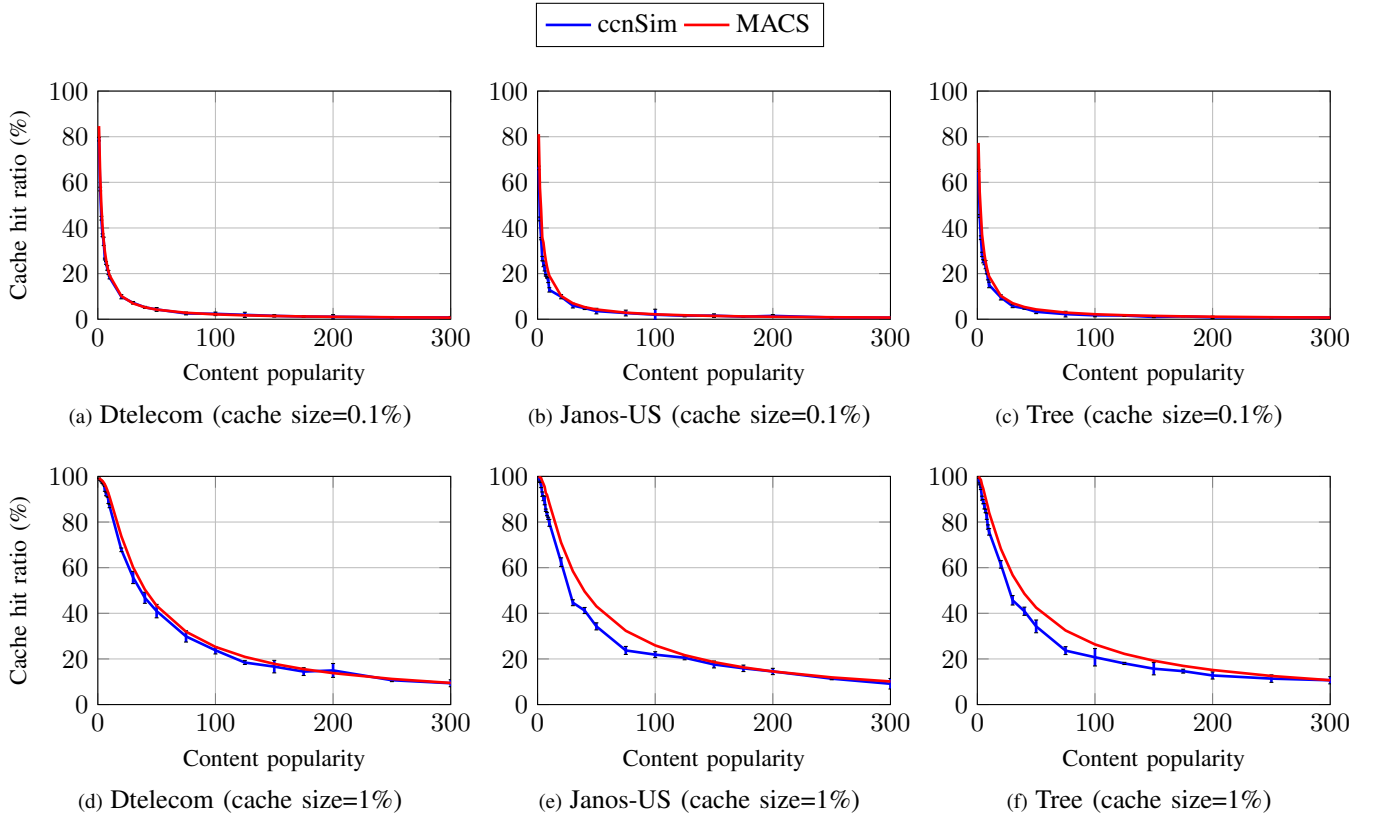 ccnSim MACS
100 100 100
80 80 80
60 60 60
40 40 40
20 20 20
0 0 0
Cache hit ratio (%)
0 100 200 300 0 100 200 300 0 100 200 300
Content popularity Content popularity Content popularity
(a) Dtelecom (cache size=0.1%) (b) Janos-US (cache size=0.1%) (c) Tree (cache size=0.1%)
100 100 100
80 80 80
60 60 60
40 40 40
20 20 20
0 0 0
Cache hit ratio (%)
0 100 200 300 0 100 200 300 0 100 200 300
Content popularity Content popularity Content popularity
(d) Dtelecom (cache size=1%) (e) Janos-US (cache size=1%) (f) Tree (cache size=1%)